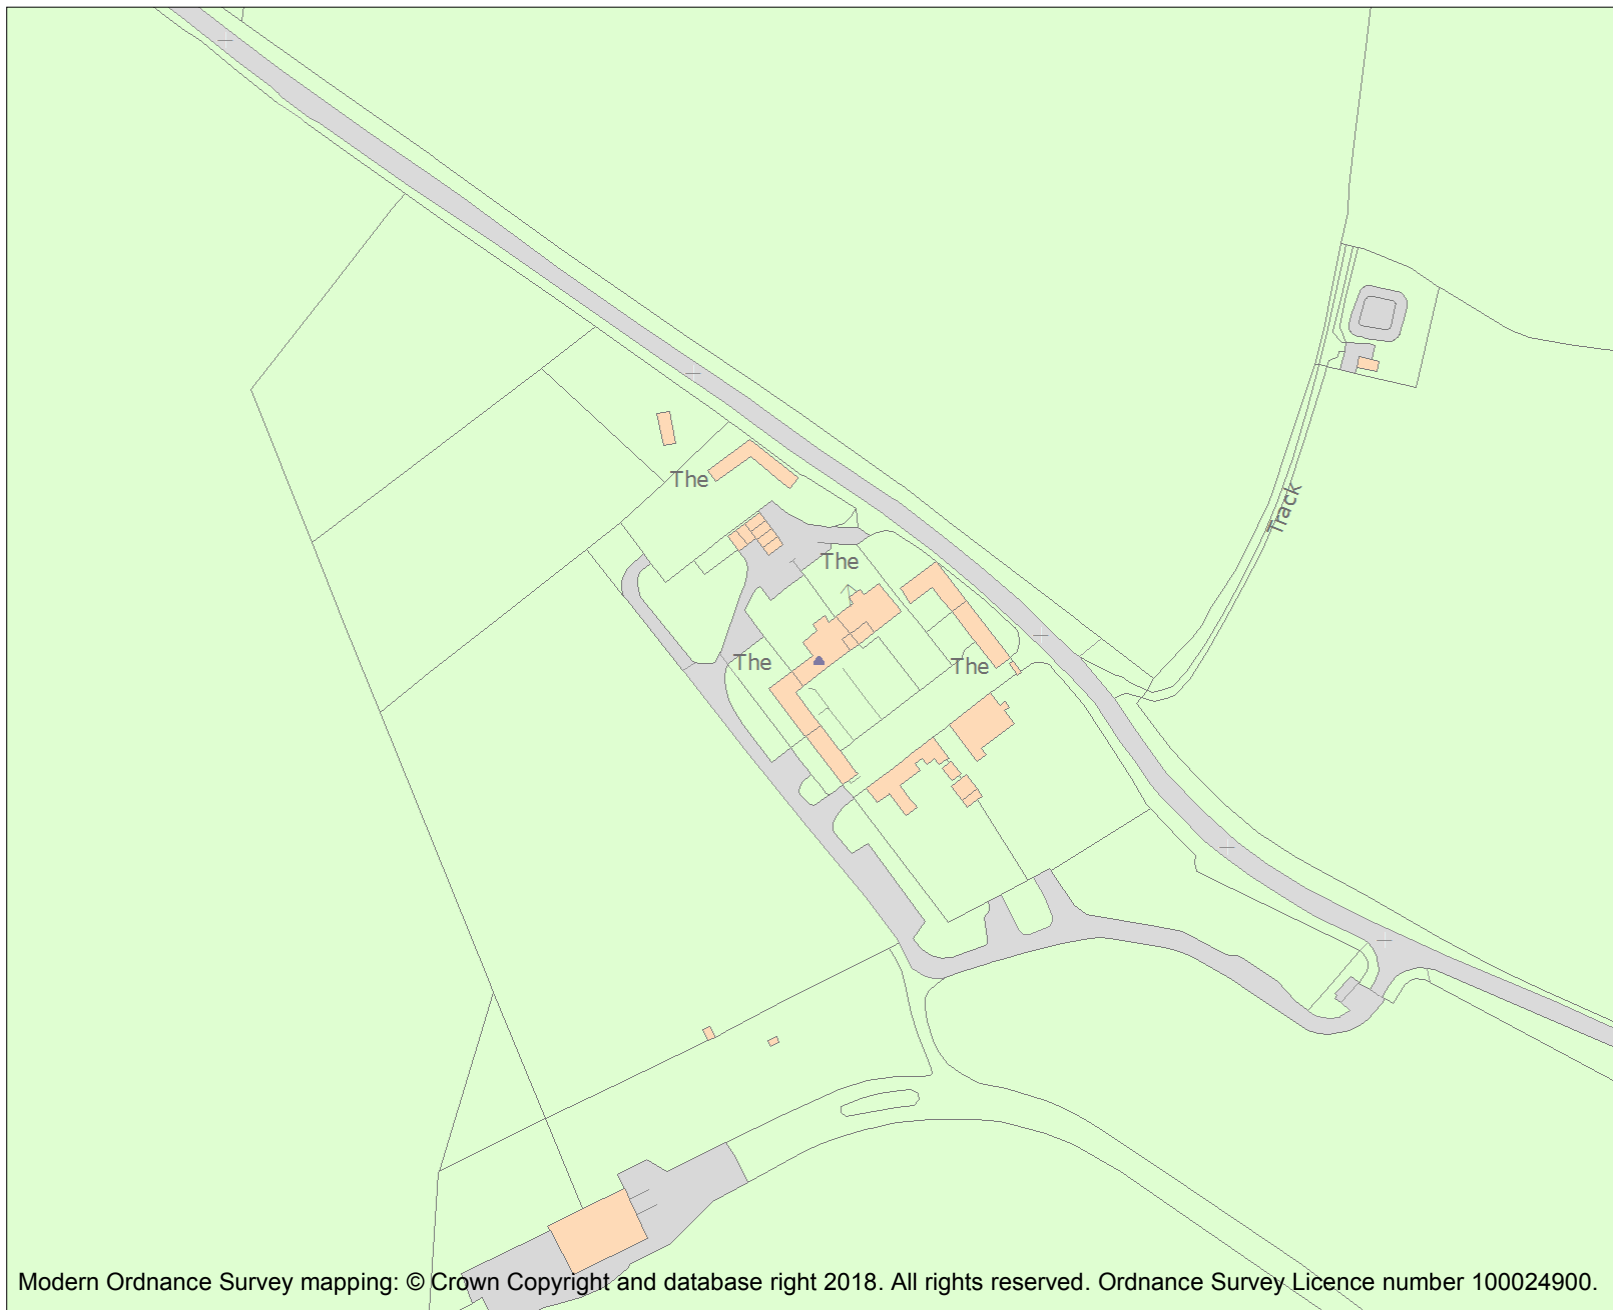 The
The
Track
The
The
Modern Ordnance Survey mapping: © Crown Copyright and database right 2018. All rights reserved. Ordnance Survey Licence number 100024900.